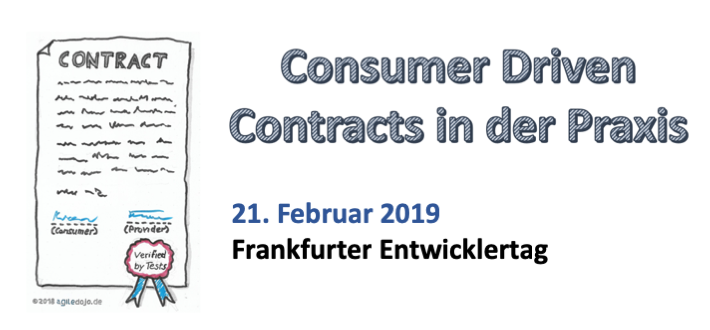 CONTRACT
(Consumer)
(Provider)
Verified
by Tests
©2018 agiledojo.de
Consumer Driven
Contracts in der Praxis
21. Februar 2019
Frankfurter Entwicklertag